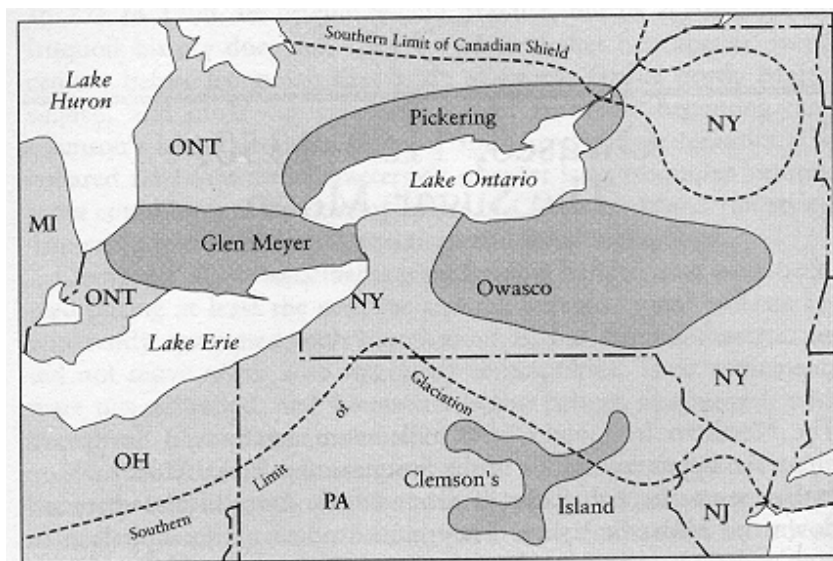 Southern Limit of Canadian Shield
Lake
Huron
ONT
Pickering
NY
Lake Ontario
MI
Glen Meyer
ONT
NY
Owasco
Lake Erie
NY
OH
Southern Limit of Glaciation
PA
Clemson's
Island
NJ